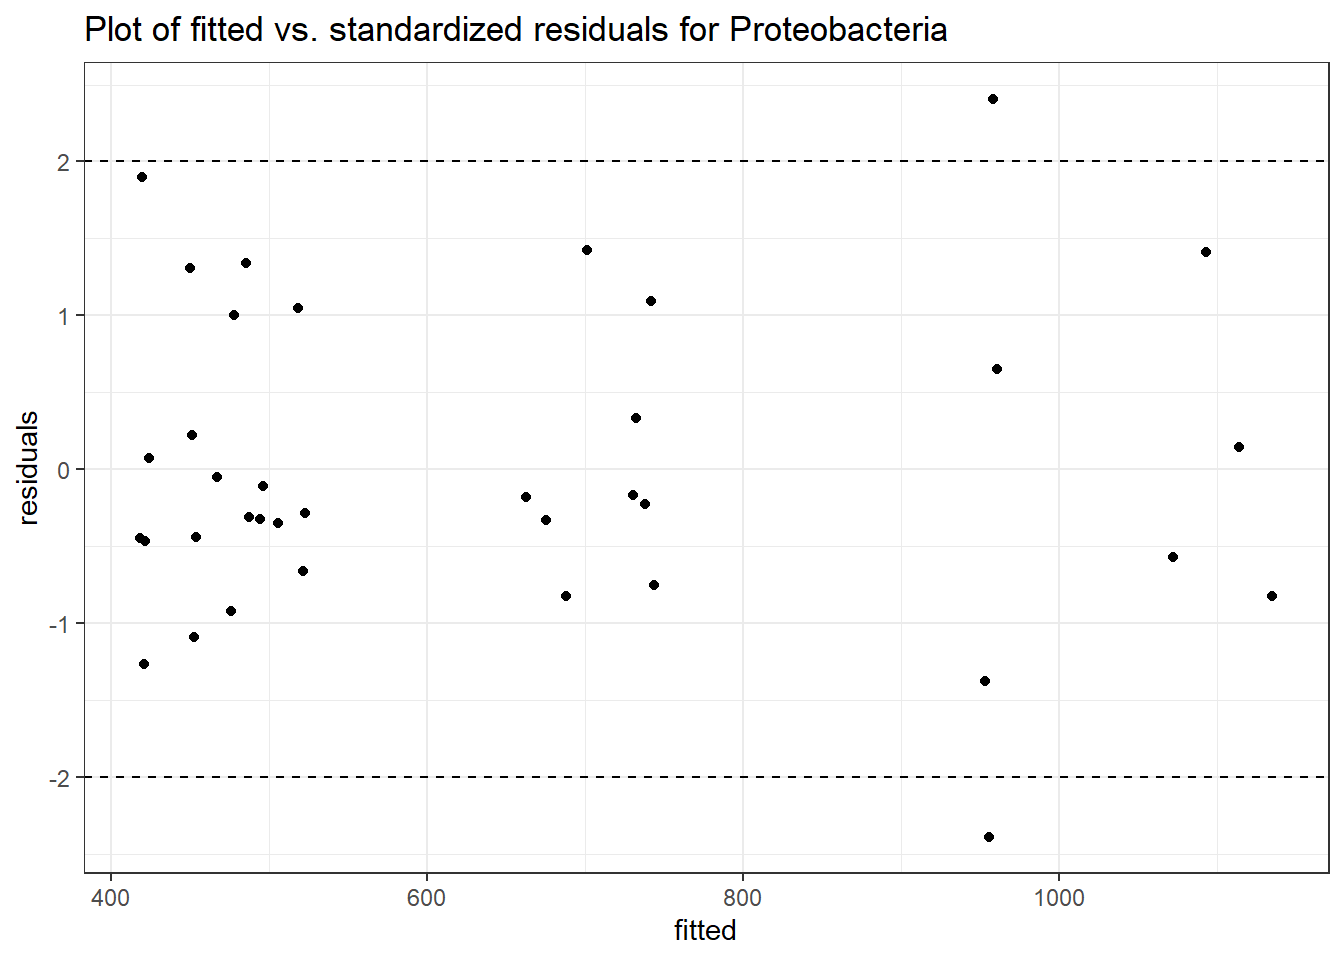 Plot of fitted vs. standardized residuals for Proteobacteria
2
1
0
-1
-2
residuals
400 600 800 1000
fitted